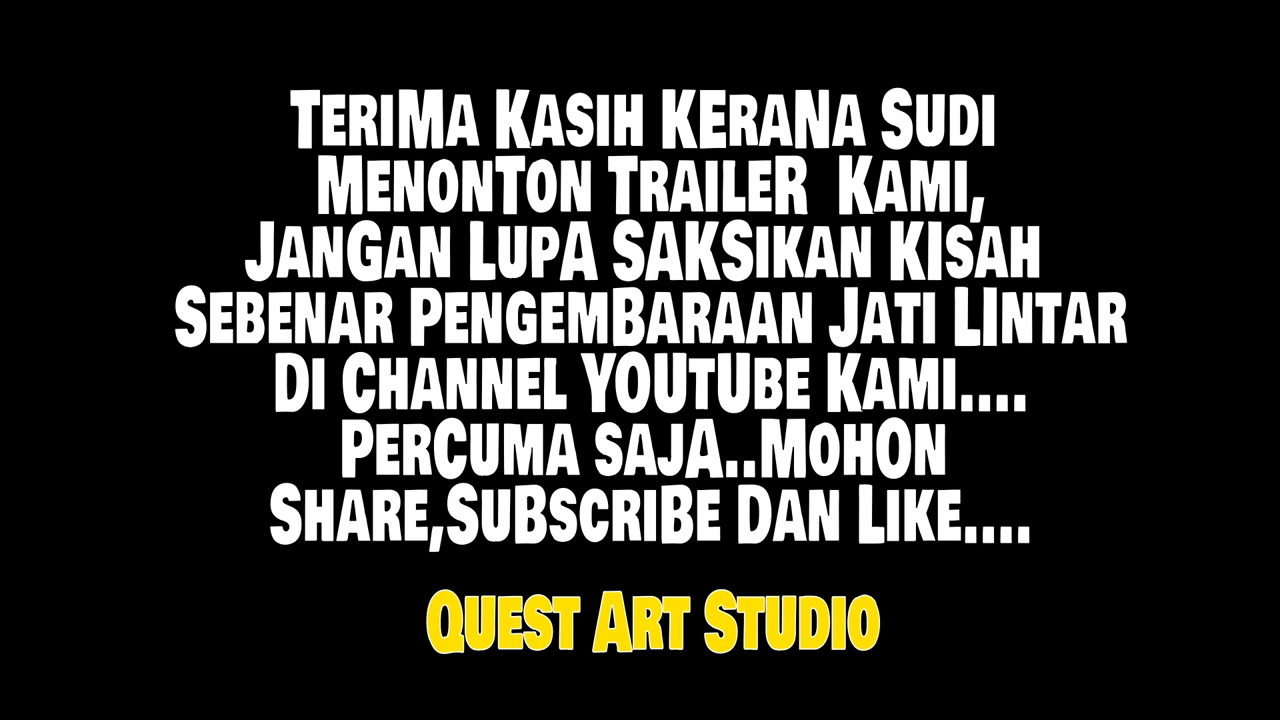 TERIMA KASIH KERANA SUDI
MENONTON TRAILER KAMI,
JANGAN LUPA SAKSIKAN KISAH
SEBENAR PENGEMBARAAN JATI LINTAR
DI CHANNEL YOUTUBE KAMI....
PERCUMA SAJA..MOHON
SHARE,SUBSCRIBE DAN LIKE....
QUEST ART STUDIO